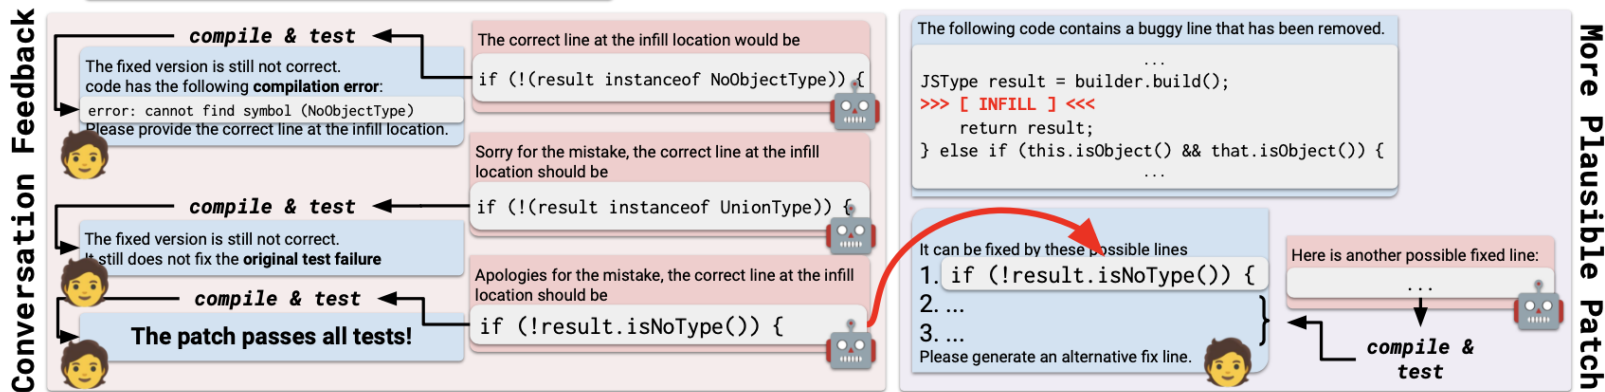 Conversation Feedback
compile & test
The correct line at the infill location would be
if (!(result instanceof NoObjectType)) {
The fixed version is still not correct.
code has the following compilation error:
error: cannot find symbol (NoObjectType)
Please provide the correct line at the infill location.
Sorry for the mistake, the correct line at the infill
location should be
if (!(result instanceof UnionType)) {
compile & test
The fixed version is still not correct.
It still does not fix the original test failure
Apologies for the mistake, the correct line at the infill
location should be
if (!result.isNoType()) {
compile & test
The patch passes all tests!
The following code contains a buggy line that has been removed.
...
JSType result = builder.build();
>>> [ INFILL ] <<<
return result;
} else if (this.isObject() && that.isObject()) {
...
It can be fixed by these possible lines
1. if (!result.isNoType()) {
2. ...
3. ...
Please generate an alternative fix line.
Here is another possible fixed line:
...
compile &
test
More Plausible Patch